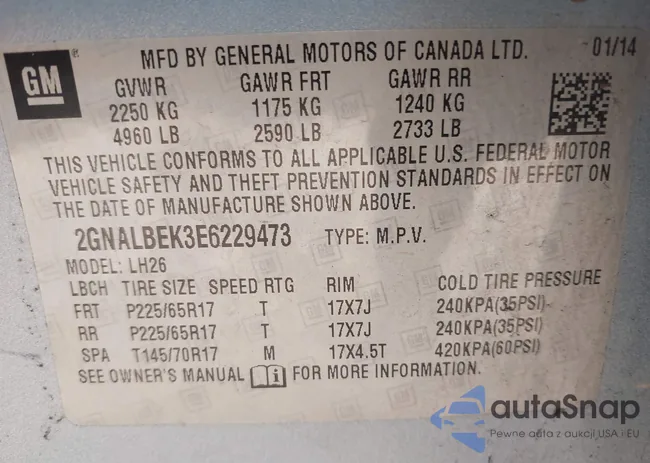 GM
MFD BY GENERAL MOTORS OF CANADA LTD. 01/14
GVWR GAWR FRT GAWR RR
2250 KG 1175 KG 1240 KG
4960 LB 2590 LB 2733 LB
THIS VEHICLE CONFORMS TO ALL APPLICABLE U.S. FEDERAL MOTOR
VEHICLE SAFETY AND THEFT PREVENTION STANDARDS IN EFFECT ON
THE DATE OF MANUFACTURE SHOWN ABOVE.
2GNALBEK3E6229473 TYPE: M.P.V.
MODEL: LH26
LBCH TIRE SIZE SPEED RTG RIM COLD TIRE PRESSURE
FRT P225/65R17 T 17X7J 240KPA(35PSI)
RR P225/65R17 T 17X7J 240KPA(35PSI)
SPA T145/70R17 M 17X4.5T 420KPA(60PSI)
SEE OWNER'S MANUAL i FOR MORE INFORMATION.
autaSnap
Pewne auta z aukcji USA i EU